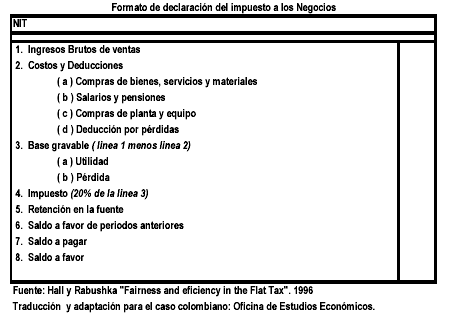 Formato de declaración del impuesto a los Negocios
NIT
1. Ingresos Brutos de ventas
2. Costos y Deducciones
( a ) Compras de bienes, servicios y materiales
( b ) Salarios y pensiones
( c ) Compras de planta y equipo
( d ) Deducción por pérdidas
3. Base gravable ( linea 1 menos linea 2)
( a ) Utilidad
( b ) Pérdida
4. Impuesto (20% de la linea 3)
5. Retención en la fuente
6. Saldo a favor de periodos anteriores
7. Saldo a pagar
8. Saldo a favor
Fuente: Hall y Rabushka "Fairness and eficiency in the Flat Tax". 1996
Traducción y adaptación para el caso colombiano: Oficina de Estudios Económicos.